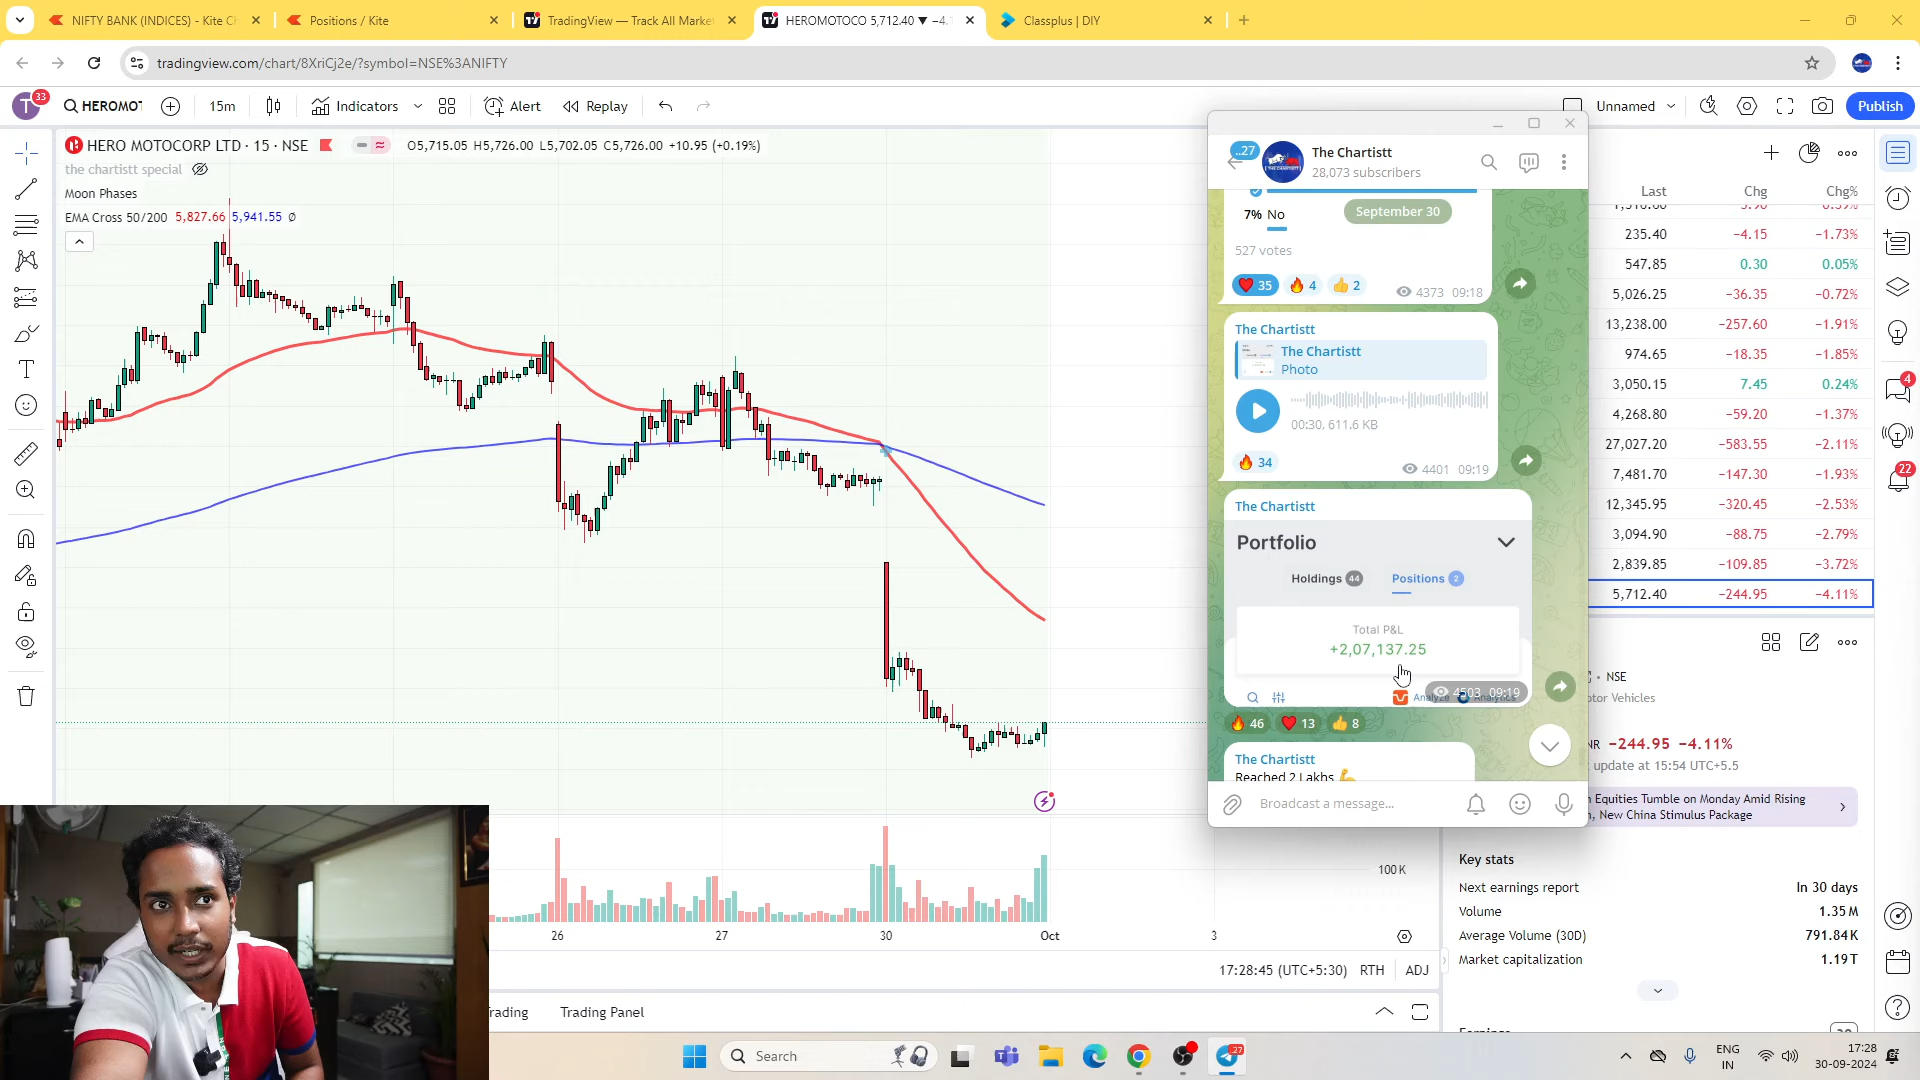 NIFTY BANK (INDICES) - Kite C
Positions / Kite
TradingView — Track All Market
HEROMOTOCO 5,712.40 ▼ −4.
Classplus | DIY
tradingview.com/chart/8XriCj2e/?symbol=NSE%3ANIFTY
T
33
HEROMOT
15m
Indicators
Alert
Replay
Unnamed
Publish
HERO MOTOCORP LTD · 15 · NSE
O5,715.05 H5,726.00 L5,702.05 C5,726.00 +10.95 (+0.19%)
the chartistt special
Moon Phases
EMA Cross 50/200 5,827.66 5,941.55 Ø
..27
The Chartistt
28,073 subscribers
7% No
September 30
527 votes
35
4
2
4373 09:18
The Chartistt
The Chartistt
Photo
00:30, 611.6 KB
34
4401 09:19
The Chartistt
Portfolio
Holdings 44
Positions 2
Total P&L
+2,07,137.25
4503 09:19
46
13
8
The Chartistt
Reached 2 Lakhs
Broadcast a message...
Last Chg Chg%
235.40 −4.15 −1.73%
547.85 0.30 0.05%
5,026.25 −36.35 −0.72%
13,238.00 −257.60 −1.91%
974.65 −18.35 −1.85%
3,050.15 7.45 0.24%
4,268.80 −59.20 −1.37%
27,027.20 −583.55 −2.11%
7,481.70 −147.30 −1.93%
12,345.95 −320.45 −2.53%
3,094.90 −88.75 −2.79%
2,839.85 −109.85 −3.72%
5,712.40 −244.95 −4.11%
4
22
NSE
otor Vehicles
NR −244.95 −4.11%
update at 15:54 UTC+5.5
Equities Tumble on Monday Amid Rising
, New China Stimulus Package
Key stats
Next earnings report In 30 days
Volume 1.35 M
Average Volume (30D) 791.84 K
Market capitalization 1.19 T
100 K
26 27 30 Oct 3
17:28:45 (UTC+5:30) RTH ADJ
rading
Trading Panel
Search
27
ENG
IN
17:28
30-09-2024